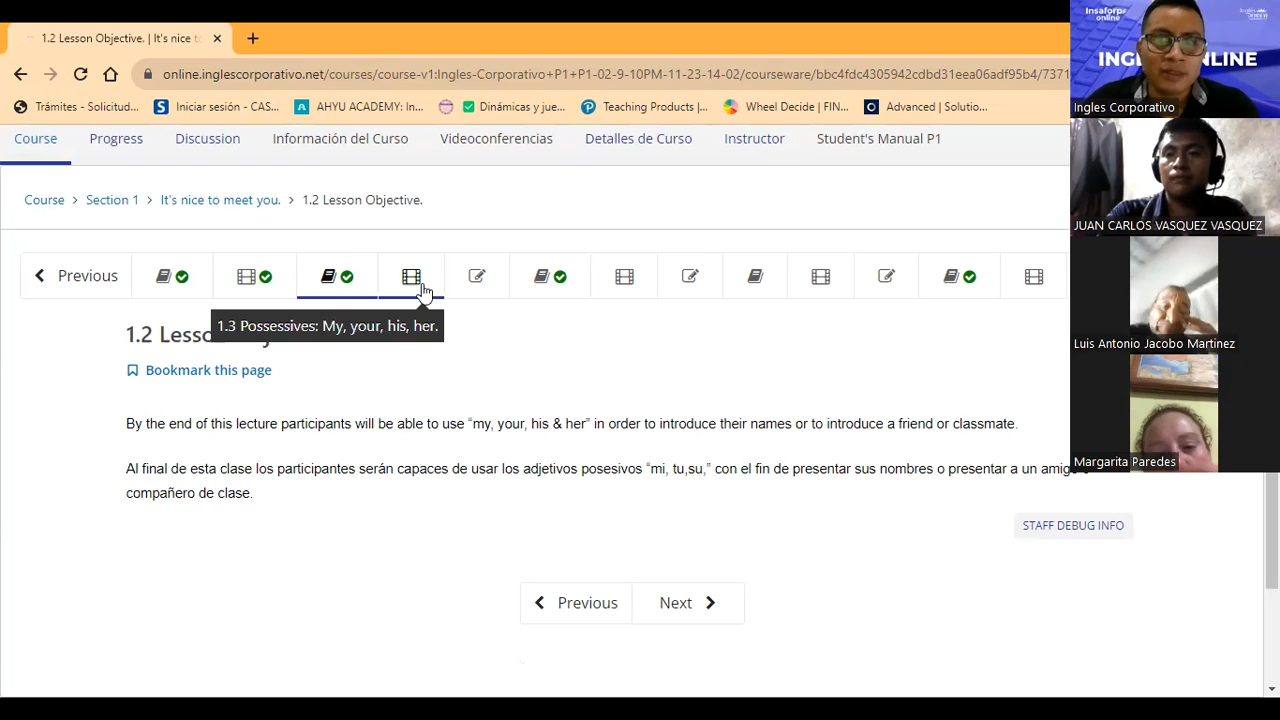 1.2 Lesson Objective. | It's nice to
online.inglescorporativo.net/courses/course-v1:Ingles-Corporativo+P1+P1-02-9-10PM-11-23-14-02/courseware/bbc4fdc4305942cdbd31eea06adf95b4/7371
Trámites - Solicitud...
Iniciar sesión - CAS...
AHYU ACADEMY: In...
Dinámicas y jue...
Teaching Products |...
Wheel Decide | FIN...
Advanced | Solutio...
Course
Progress
Discussion
Información del Curso
Videoconferencias
Detalles de Curso
Instructor
Student's Manual P1
Course > Section 1 > It's nice to meet you. > 1.2 Lesson Objective.
Previous
1.3 Possessives: My, your, his, her.
1.2
Bookmark this page
By the end of this lecture participants will be able to use “my, your, his & her” in order to introduce their names or to introduce a friend or classmate.
Al final de esta clase los participantes serán capaces de usar los adjetivos posesivos “mi, tu,su,” con el fin de presentar sus nombres o presentar a un
compañero de clase.
STAFF DEBUG INFO
Previous
Next
Insaforp
online
Ingles Corporativo
JUAN CARLOS VASQUEZ VASQUEZ
Luis Antonio Jacobo Martinez
Margarita Paredes